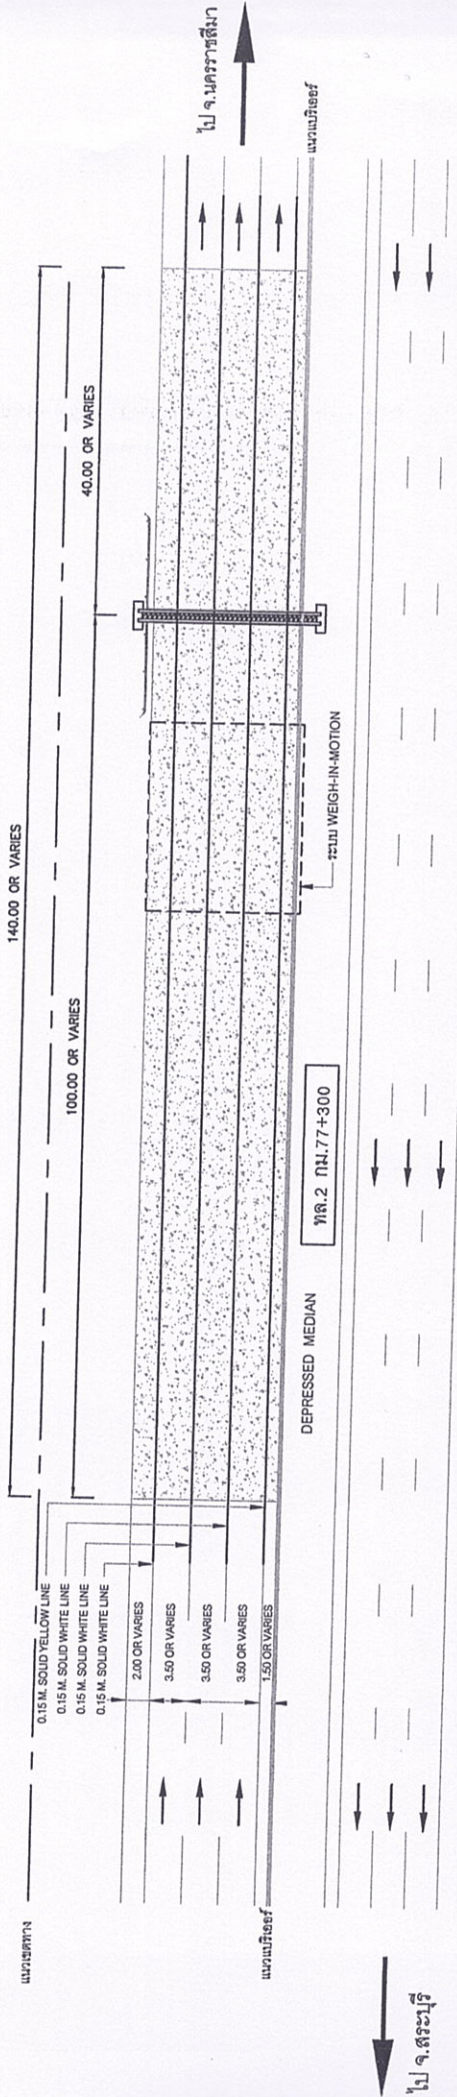 แนวเขตทาง
140.00 OR VARIES
100.00 OR VARIES
40.00 OR VARIES
0.15 M. SOLID YELLOW LINE
0.15 M. SOLID WHITE LINE
0.15 M. SOLID WHITE LINE
0.15 M. SOLID WHITE LINE
2.00 OR VARIES
3.50 OR VARIES
3.50 OR VARIES
3.50 OR VARIES
1.50 OR VARIES
ไป จ.นครราชสีมา
แนวแบริเออร์
แนวแบริเออร์
ระบบ WEIGH-IN-MOTION
DEPRESSED MEDIAN
ทล.2 กม.77+300
ไป จ.สระบุรี